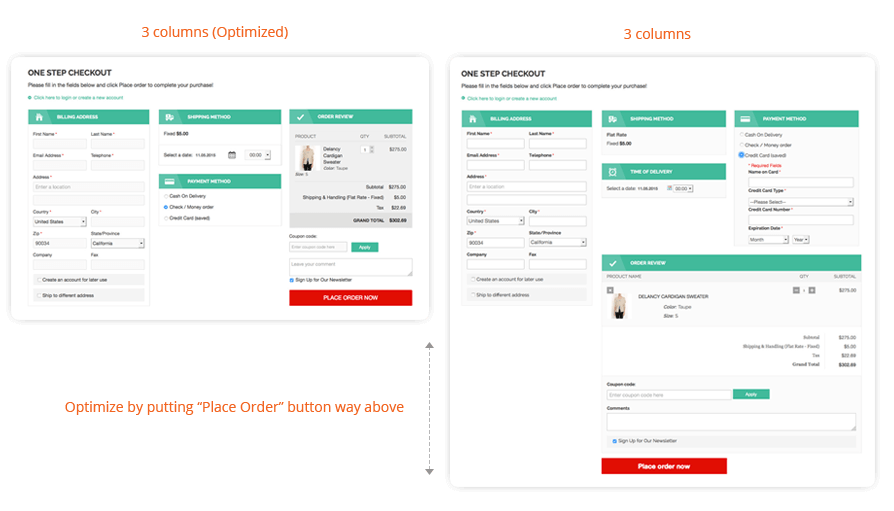 3 columns (Optimized)
ONE STEP CHECKOUT
Please fill in the fields below and click Place order to complete your purchase!
Click here to login or create a new account
BILLING ADDRESS
First Name * Last Name *
Email Address * Telephone *
Address *
Enter a location
Country * City *
United States
Zip * State/Province
90034 California
Company Fax
Create an account for later use
Ship to different address
SHIPPING METHOD
Fixed $5.00
Select a date: 11.09.2015 00:00
PAYMENT METHOD
Cash On Delivery
Check / Money order
Credit Card (saved)
ORDER REVIEW
PRODUCT QTY SUBTOTAL
Delancy Cardigan Sweater 1 $275.00
Color: Taupe
Size: S
Subtotal $275.00
Shipping & Handling (Flat Rate - Fixed) $5.00
Tax $22.69
GRAND TOTAL $302.69
Coupon code:
Enter coupon code here Apply
Leave your comment
Sign Up for Our Newsletter
PLACE ORDER NOW
Optimize by putting “Place Order” button way above
3 columns
ONE STEP CHECKOUT
Please fill in the fields below and click Place order to complete your purchase!
Click here to login or create a new account
BILLING ADDRESS
First Name * Last Name *
Email Address * Telephone *
Address *
Enter a location
Country * City *
United States
Zip * State/Province
90034 California
Company Fax
Create an account for later use
Ship to different address
SHIPPING METHOD
Flat Rate
Fixed $5.00
TIME OF DELIVERY
Select a date: 11.09.2015 00:00
PAYMENT METHOD
Cash On Delivery
Check / Money order
Credit Card (saved)
* Required Fields
Name on Card *
Credit Card Type *
--Please Select--
Credit Card Number *
Expiration Date *
Month Year
ORDER REVIEW
PRODUCT NAME QTY SUBTOTAL
DELANCY CARDIGAN SWEATER 1 $275.00
Color: Taupe
Size: S
Subtotal $275.00
Shipping & Handling (Flat Rate - Fixed) $5.00
Tax $22.69
Grand Total $302.69
Coupon code:
Enter coupon code here Apply
Comments
Sign Up for Our Newsletter
Place order now